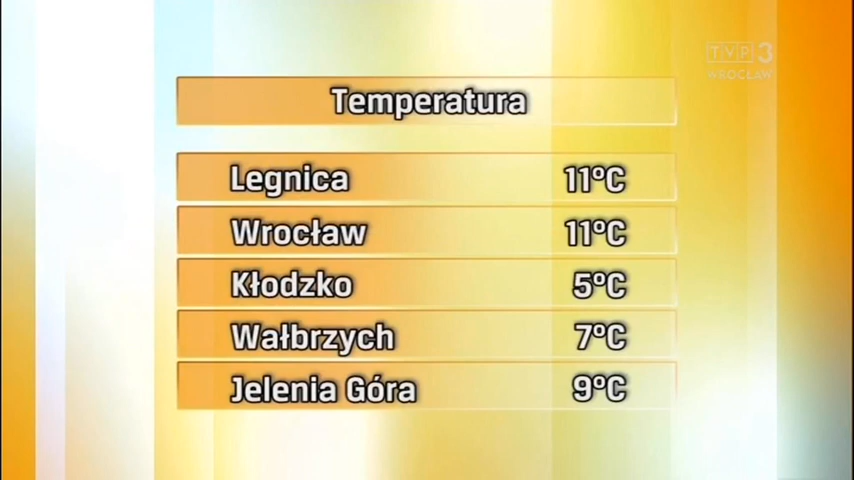 TVP3
WROCŁAW
Temperatura
Legnica 11°C
Wrocław 11°C
Kłodzko 5°C
Wałbrzych 7°C
Jelenia Góra 9°C